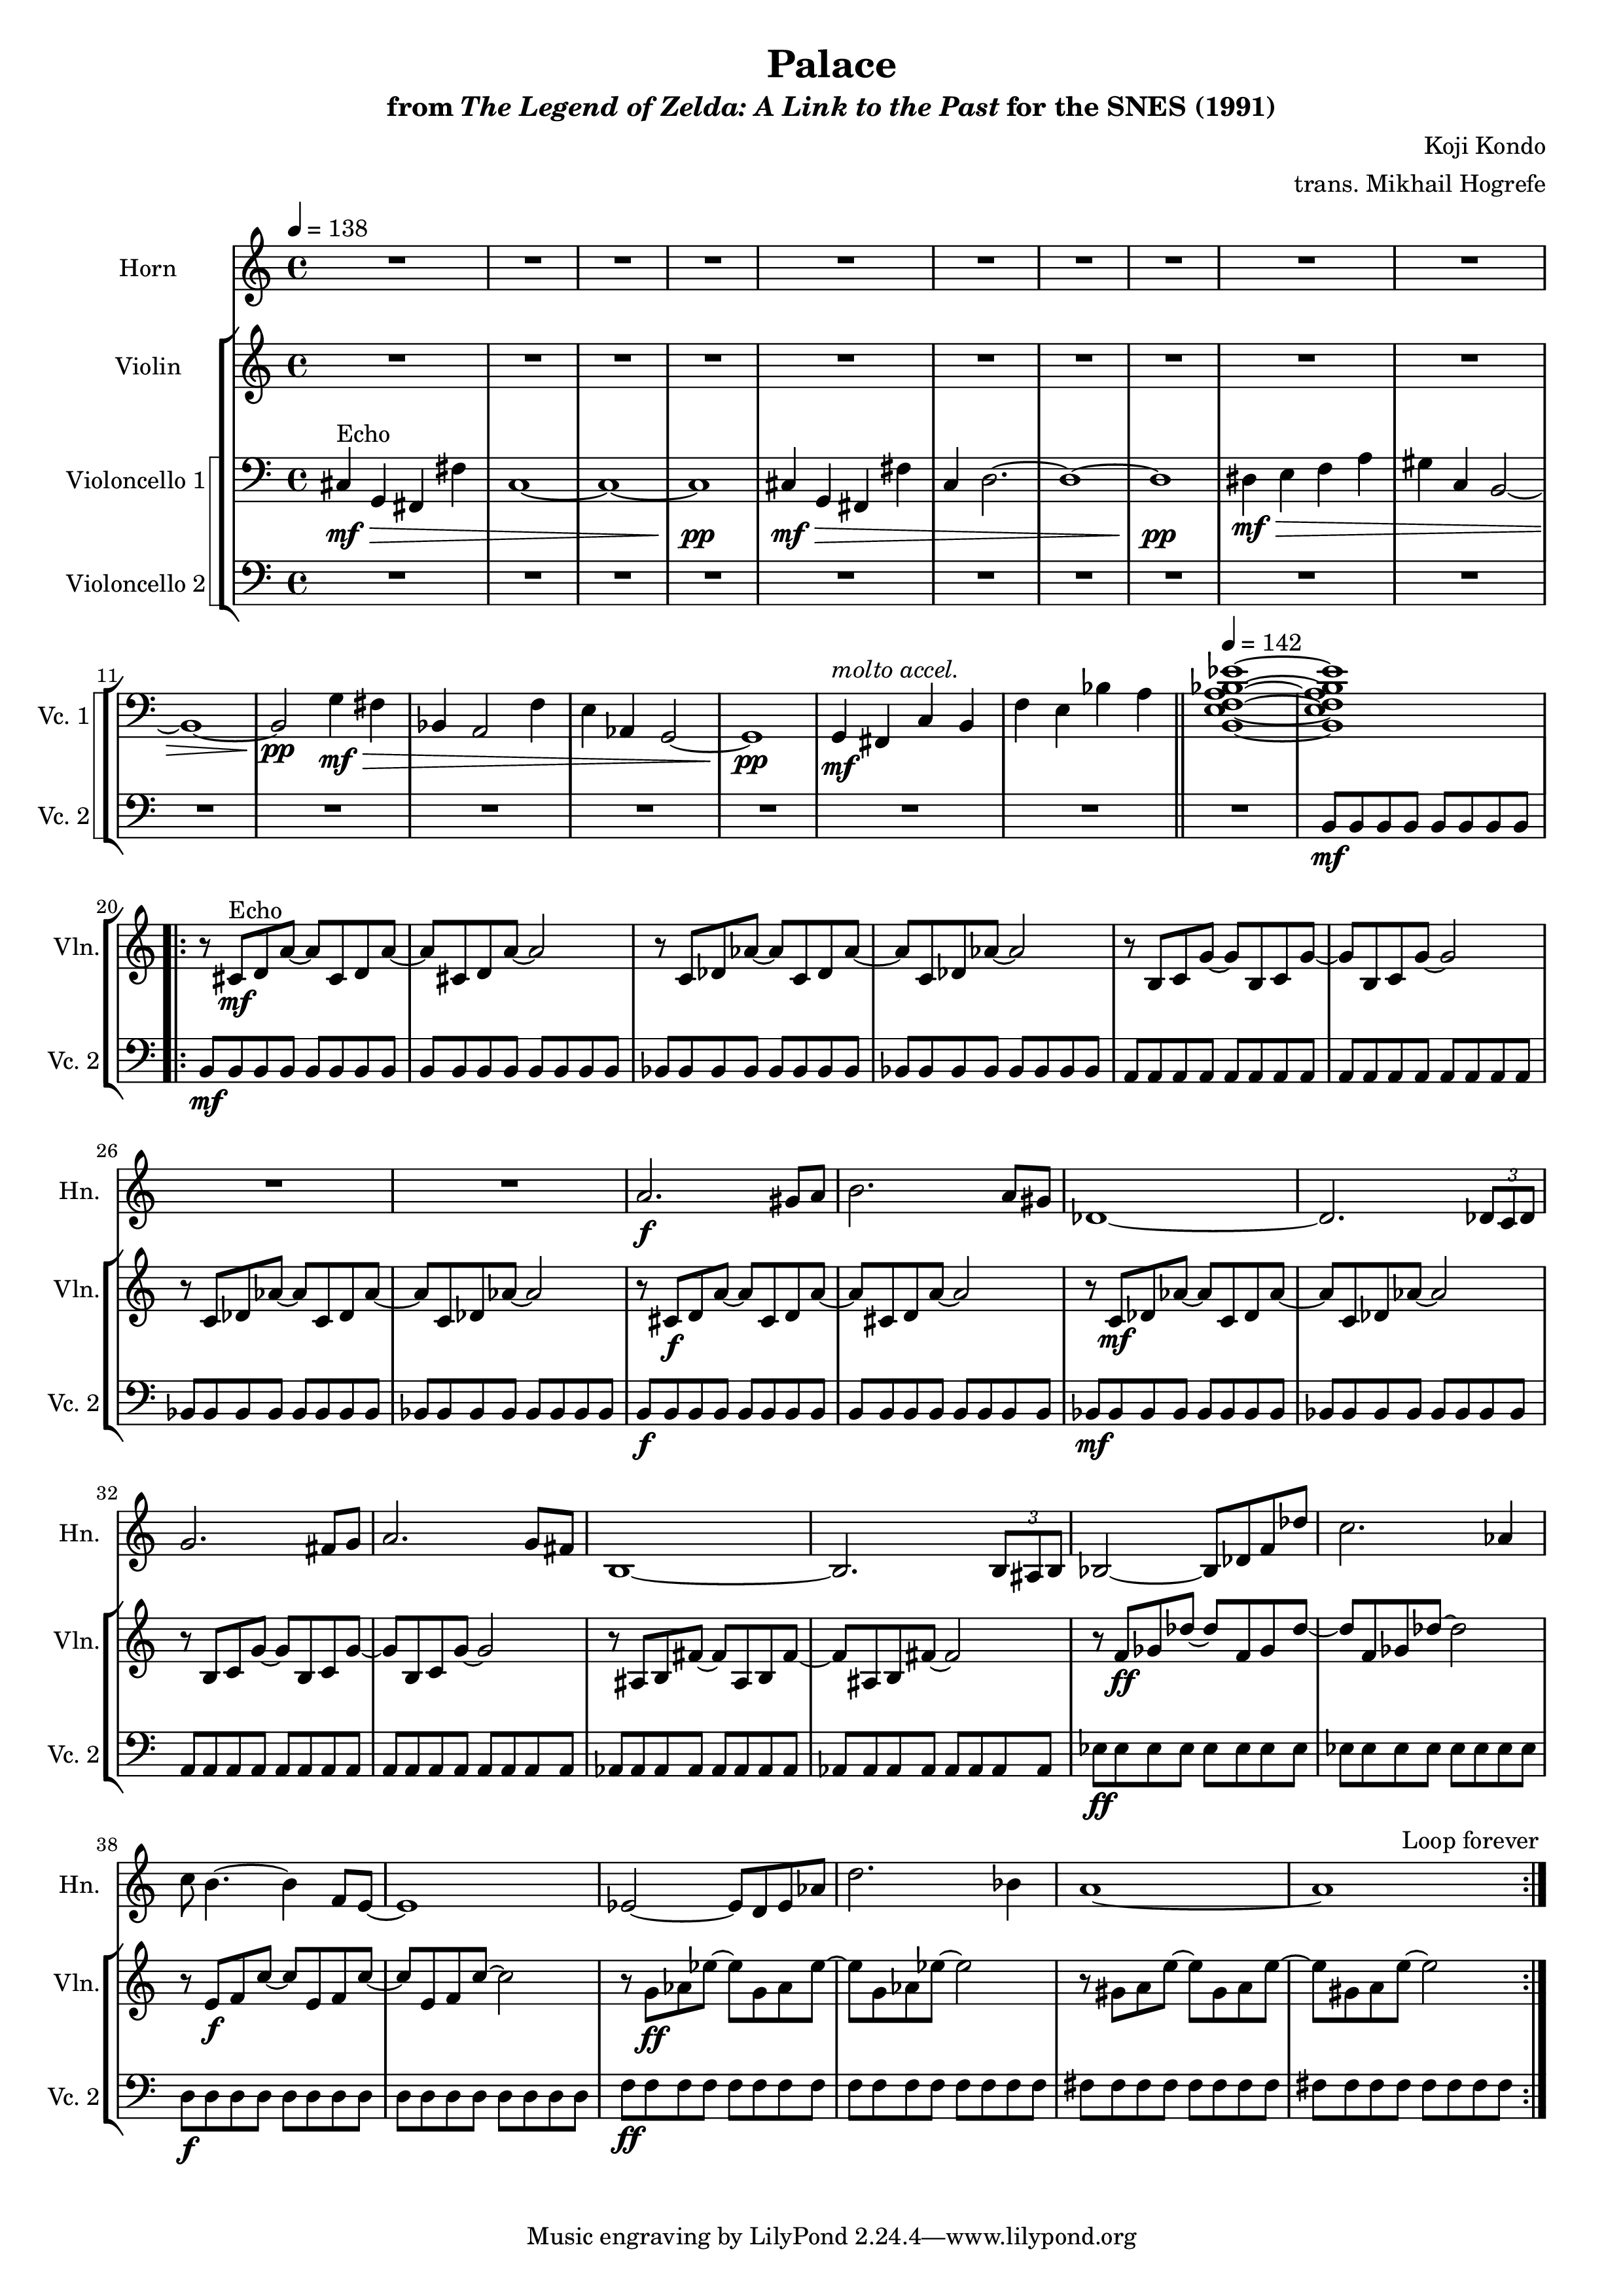 Palace
from The Legend of Zelda: A Link to the Past for the SNES (1991)
Koji Kondo
trans. Mikhail Hogrefe
= 138
Horn
Violin
Echo
Violoncello 1
mf pp mf pp mf
Violoncello 2
= 142
molto accel.
11
Vc. 1
pp mf pp mf
Vc. 2
mf
20
Echo
Vln.
mf
Vc. 2
mf
26
Hn.
f
3
Vln.
f mf
Vc. 2
f mf
32
Hn.
3
Vln.
ff
Vc. 2
ff
Loop forever
38
Hn.
Vln.
f ff
Vc. 2
f ff
Music engraving by LilyPond 2.24.4—www.lilypond.org